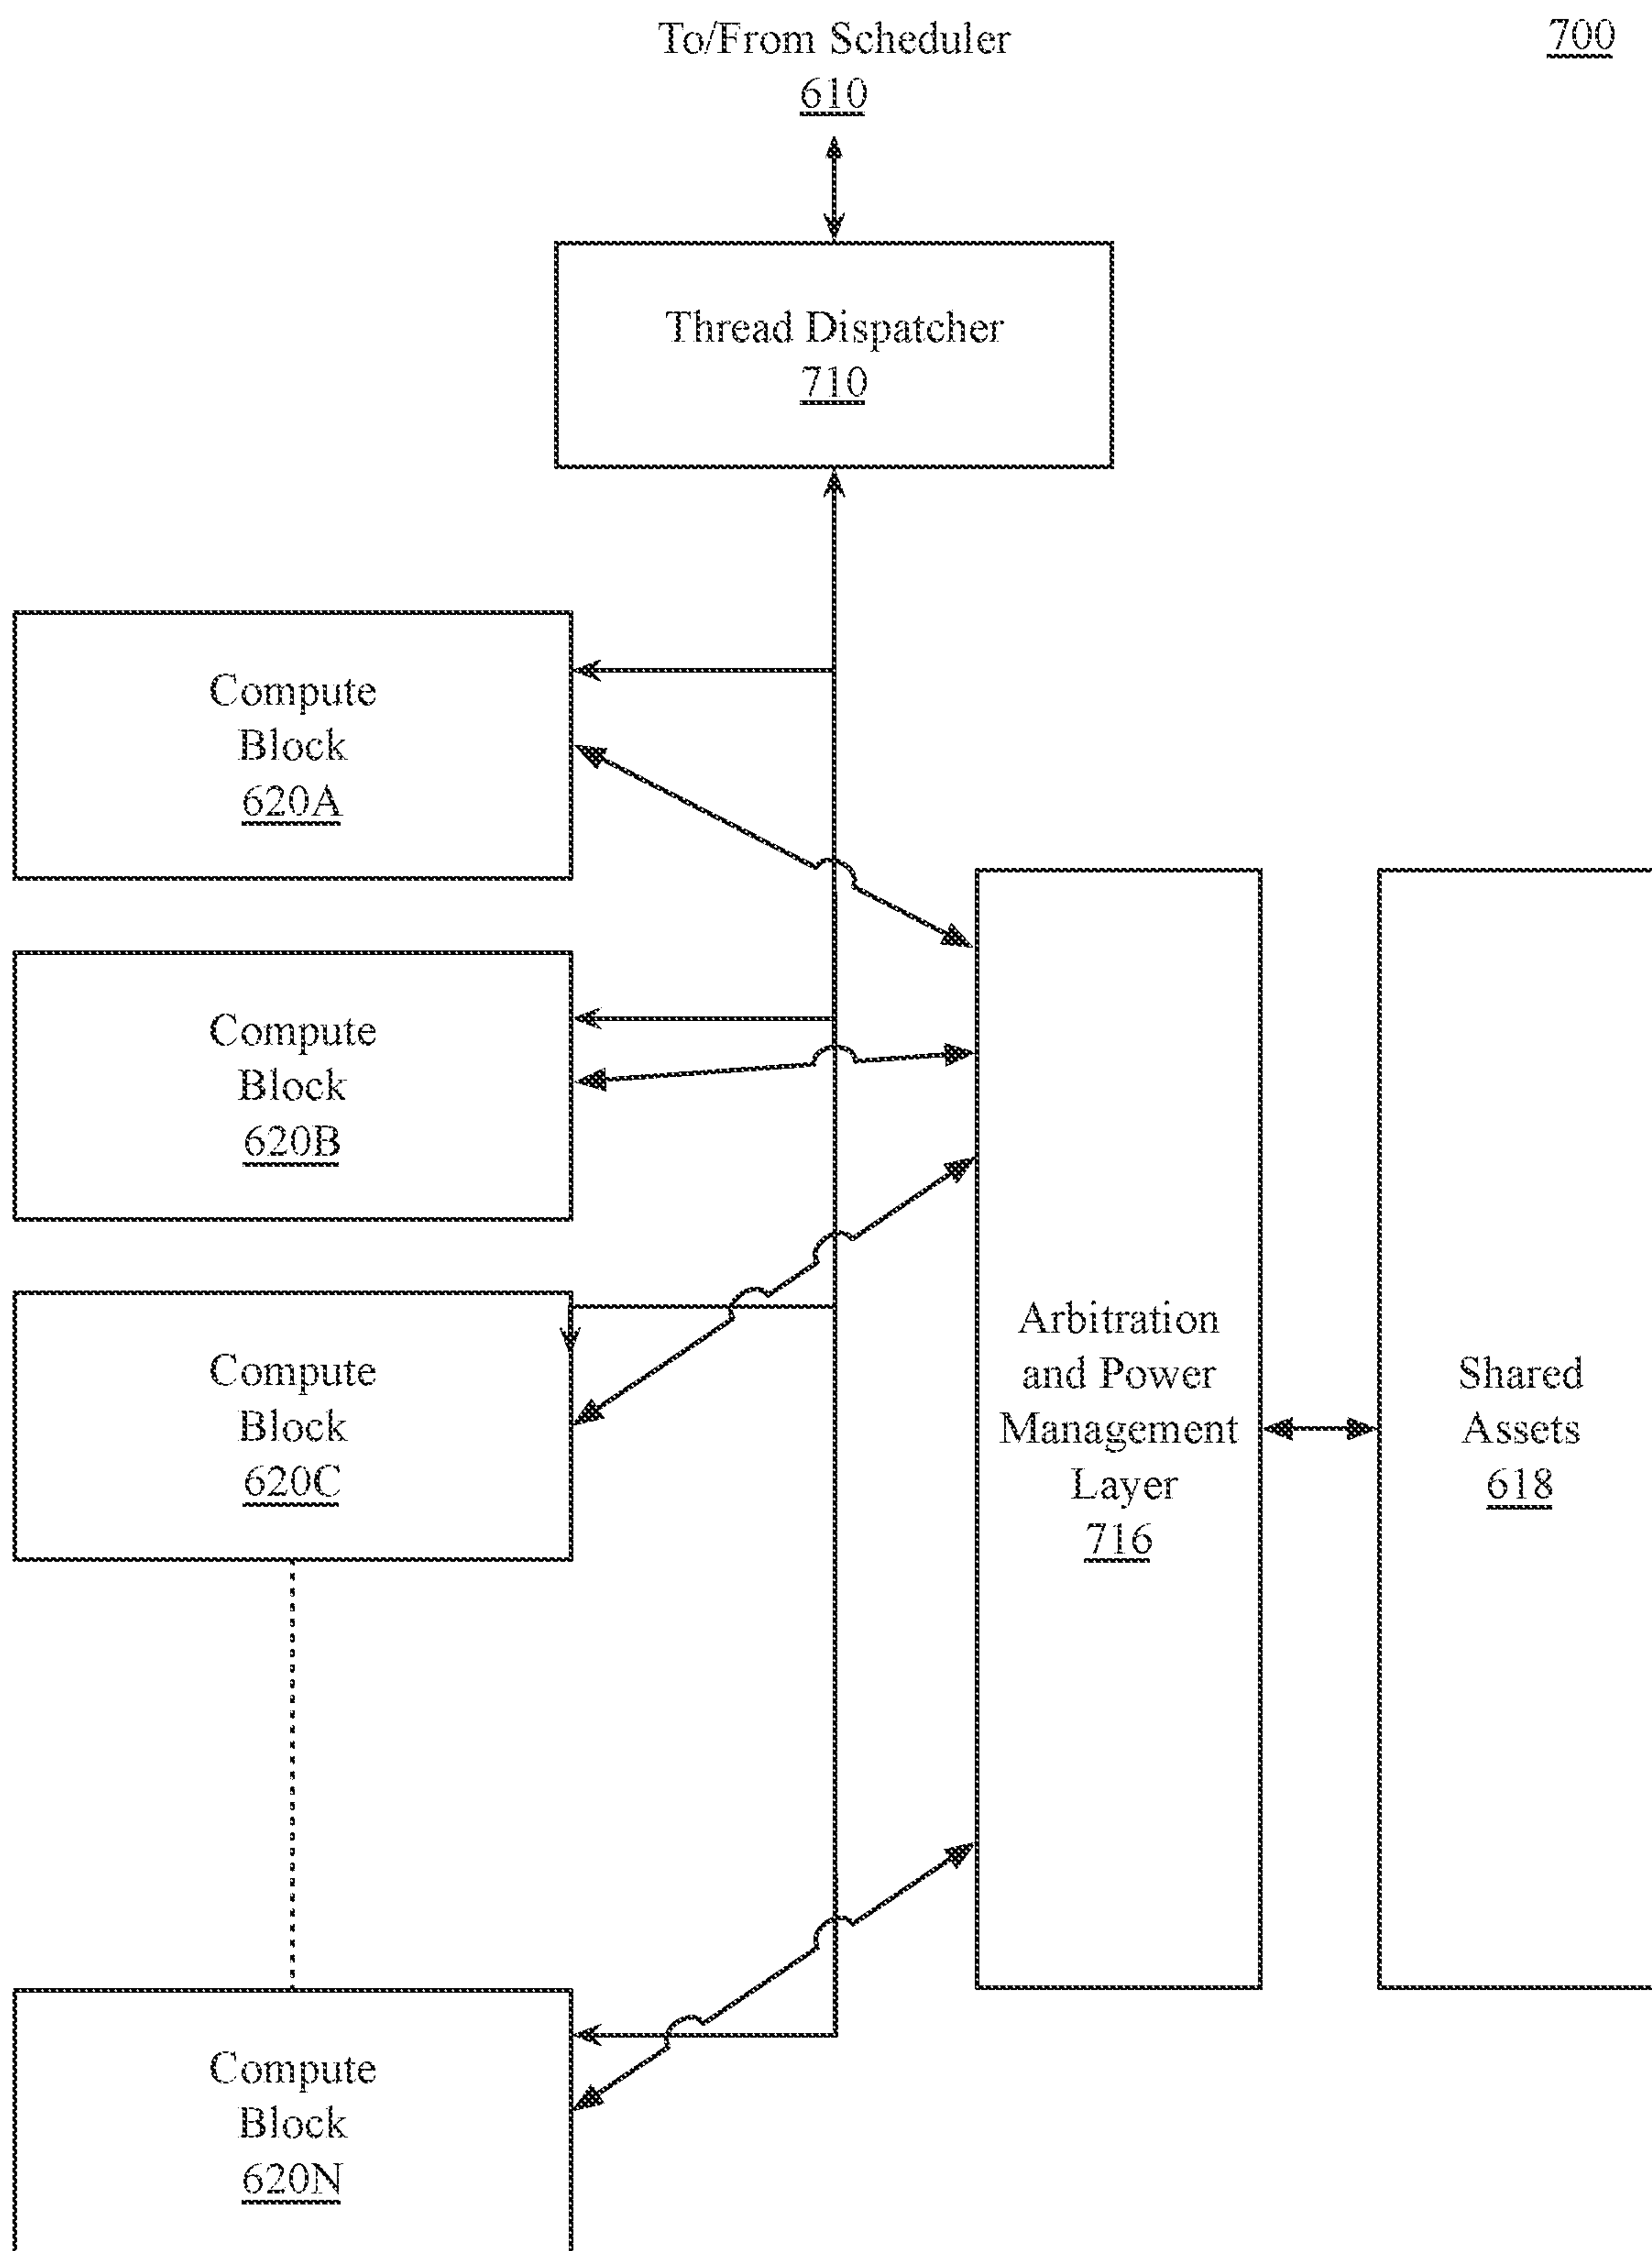 700
To/From Scheduler
610
Thread Dispatcher
710
Compute
Block
620A
Compute
Block
620B
Compute
Block
620C
Arbitration
and Power
Management
Layer
716
Shared
Assets
618
Compute
Block
620N